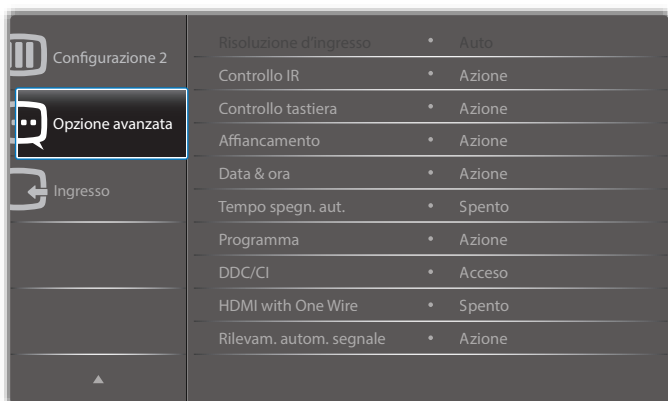 Configurazione 2
Opzione avanzata
Ingresso
Risoluzione d'ingresso • Auto
Controllo IR • Azione
Controllo tastiera • Azione
Affiancamento • Azione
Data & ora • Azione
Tempo spegn. aut. • Spento
Programma • Azione
DDC/CI • Acceso
HDMI with One Wire • Spento
Rilevam. autom. segnale • Azione